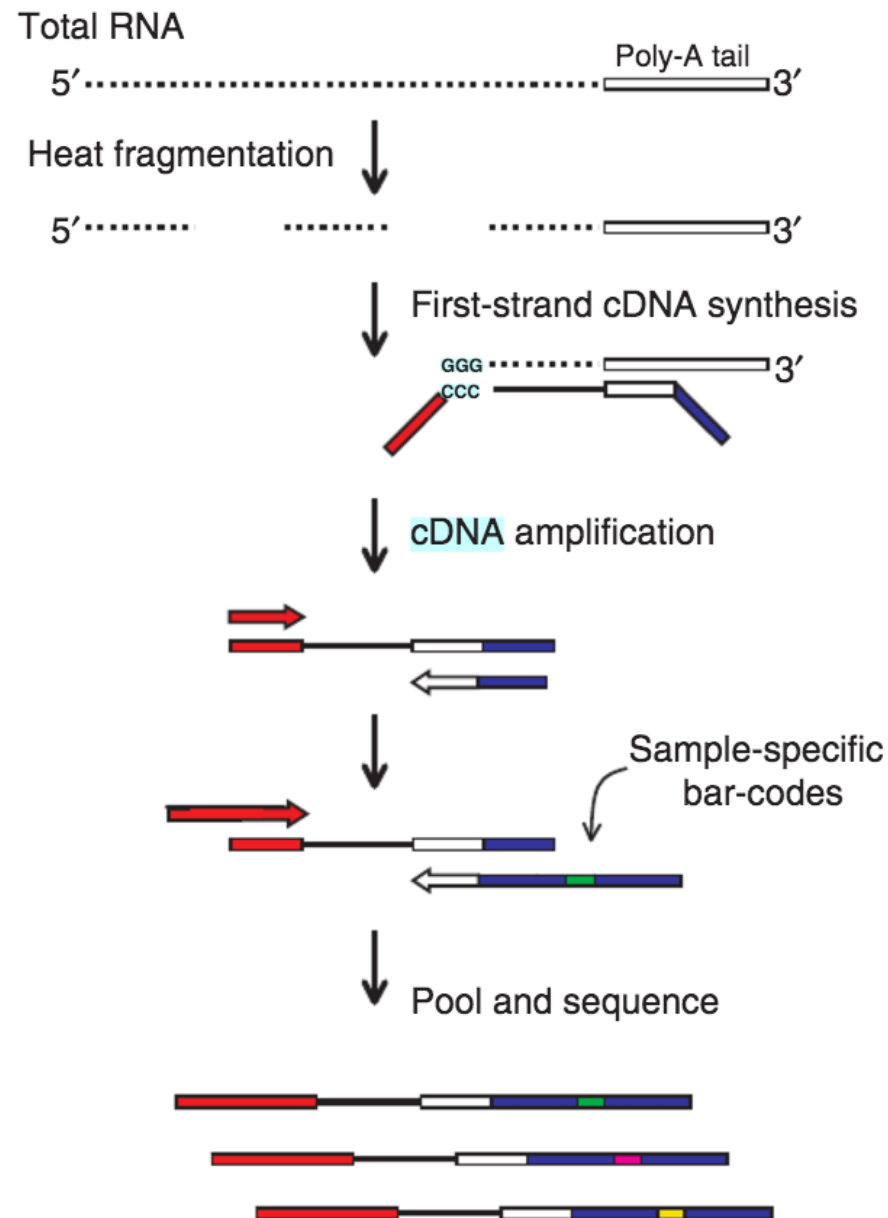 Total RNA
Poly-A tail
5′ 3′
Heat fragmentation
5′ 3′
First-strand cDNA synthesis
GGG 3′
CCC
cDNA amplification
Sample-specific
bar-codes
Pool and sequence